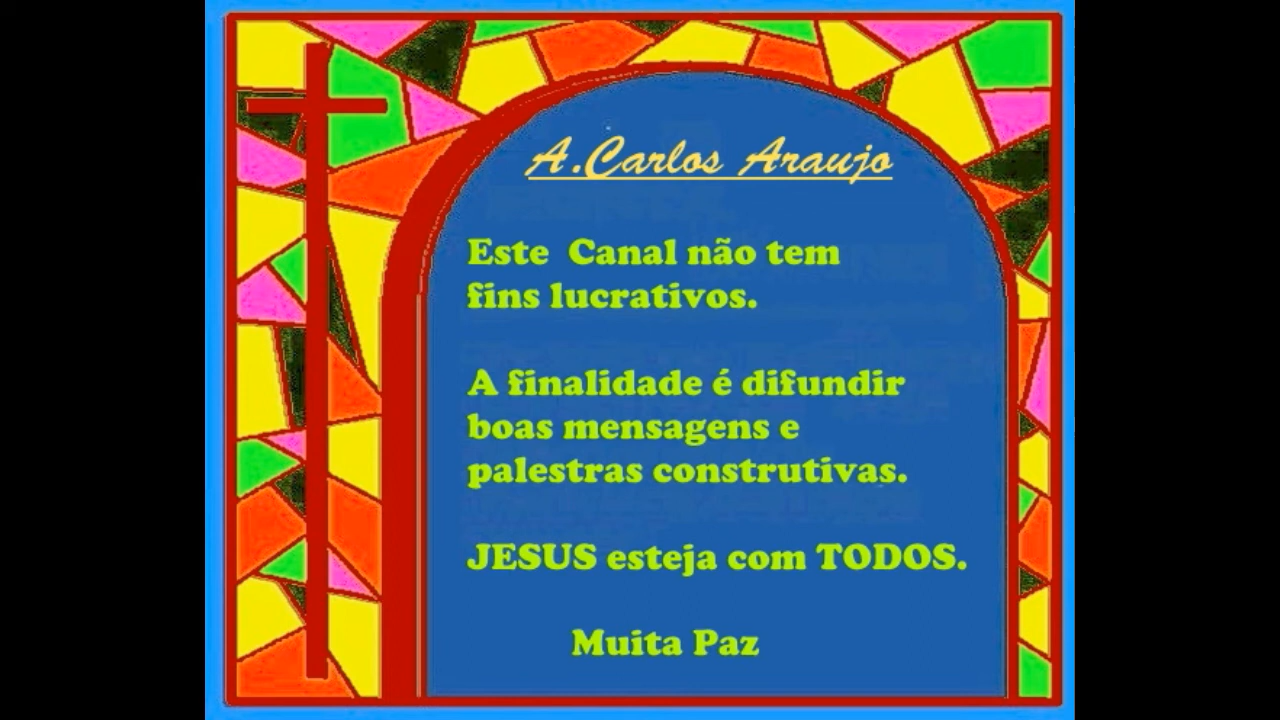 A.Carlos Araujo
Este Canal não tem
fins lucrativos.
A finalidade é difundir
boas mensagens e
palestras construtivas.
JESUS esteja com TODOS.
Muita Paz